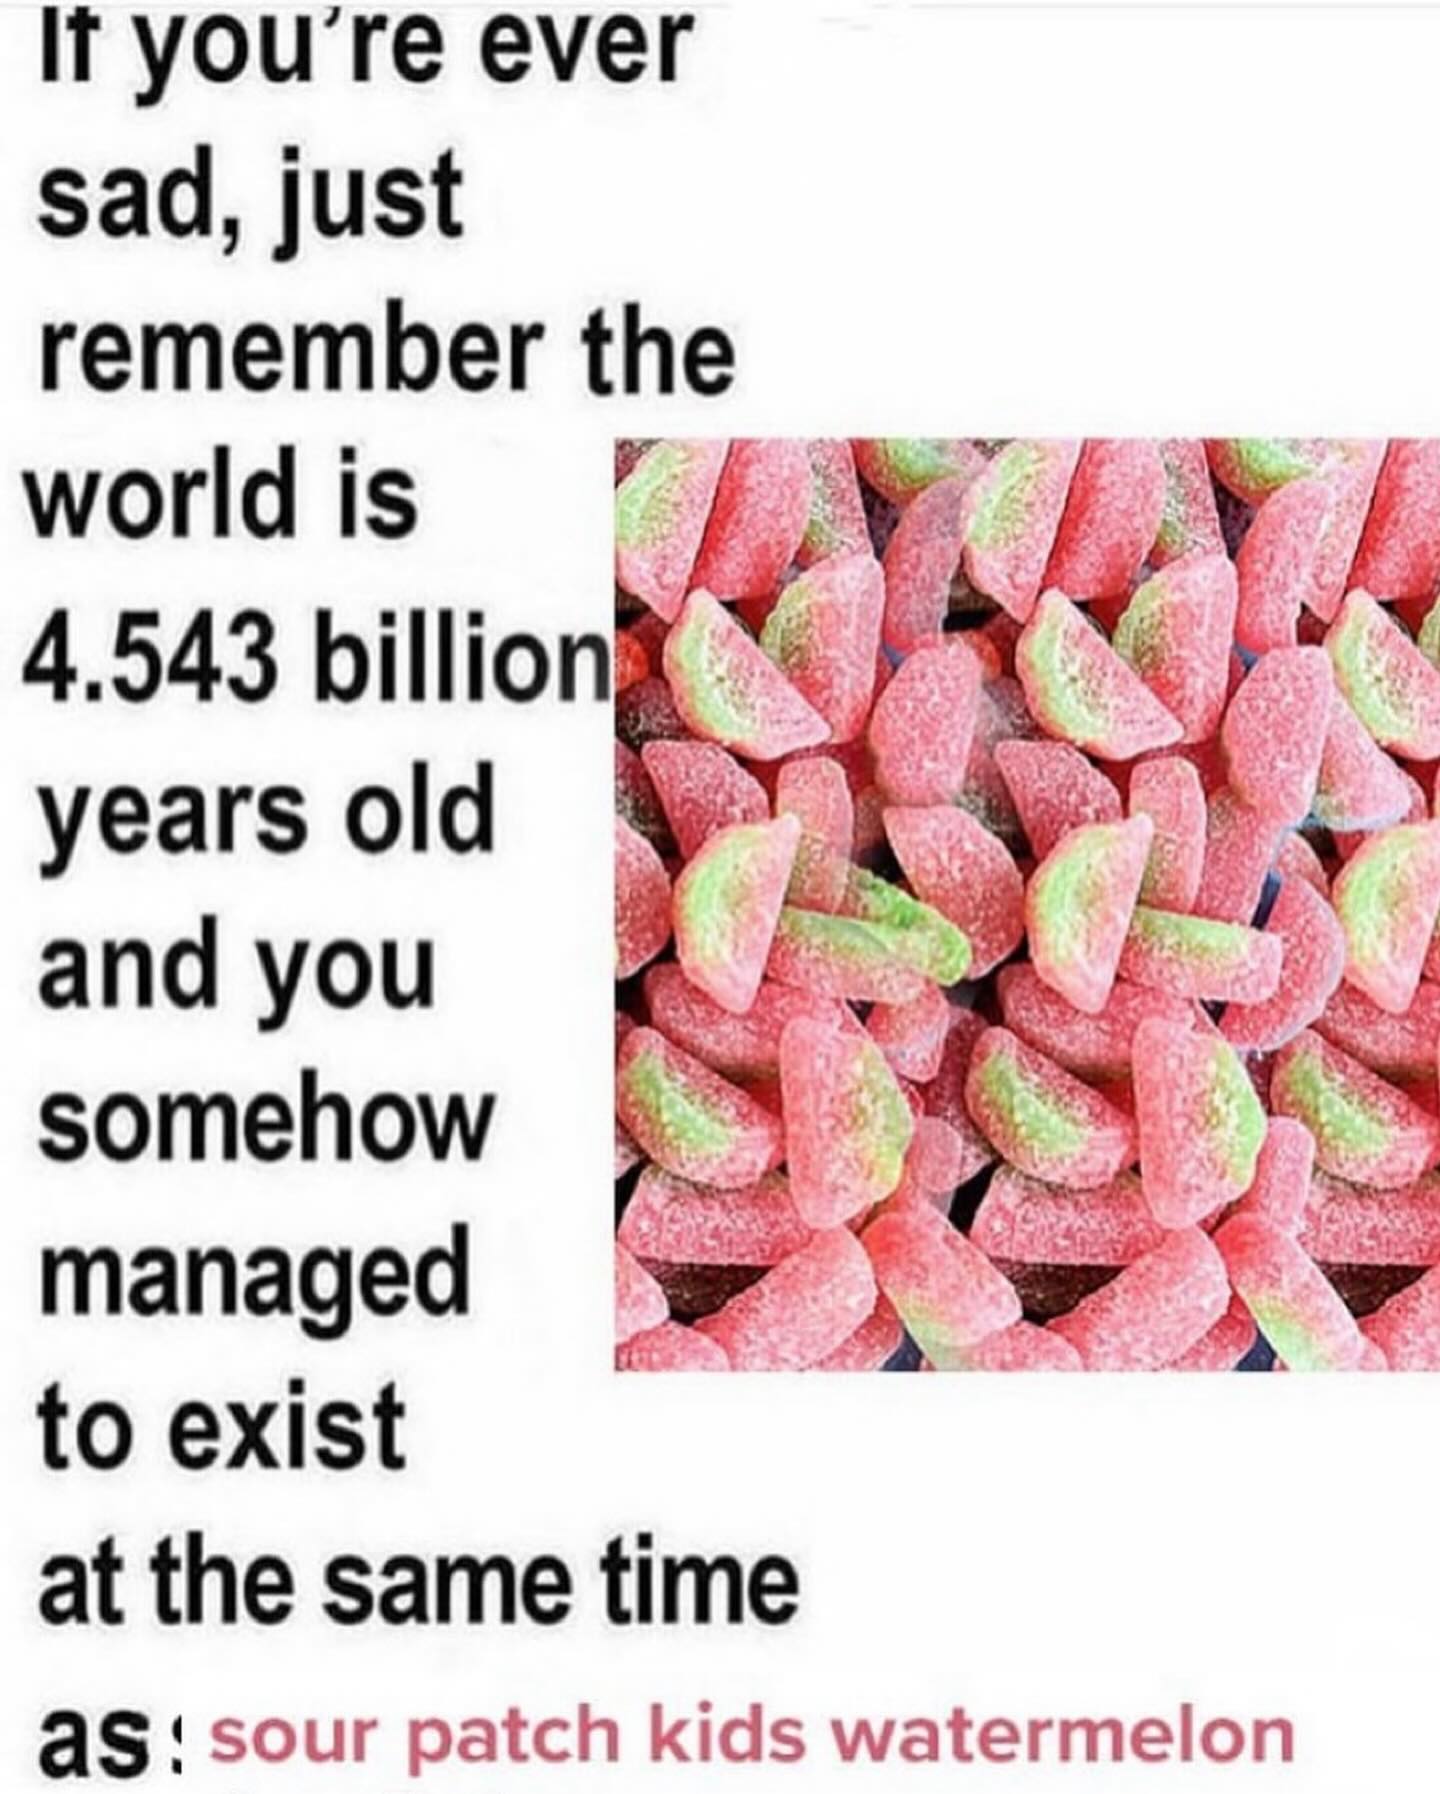 If you're ever
sad, just
remember the
world is
4.543 billion
years old
and you
somehow
managed
to exist
at the same time
as sour patch kids watermelon